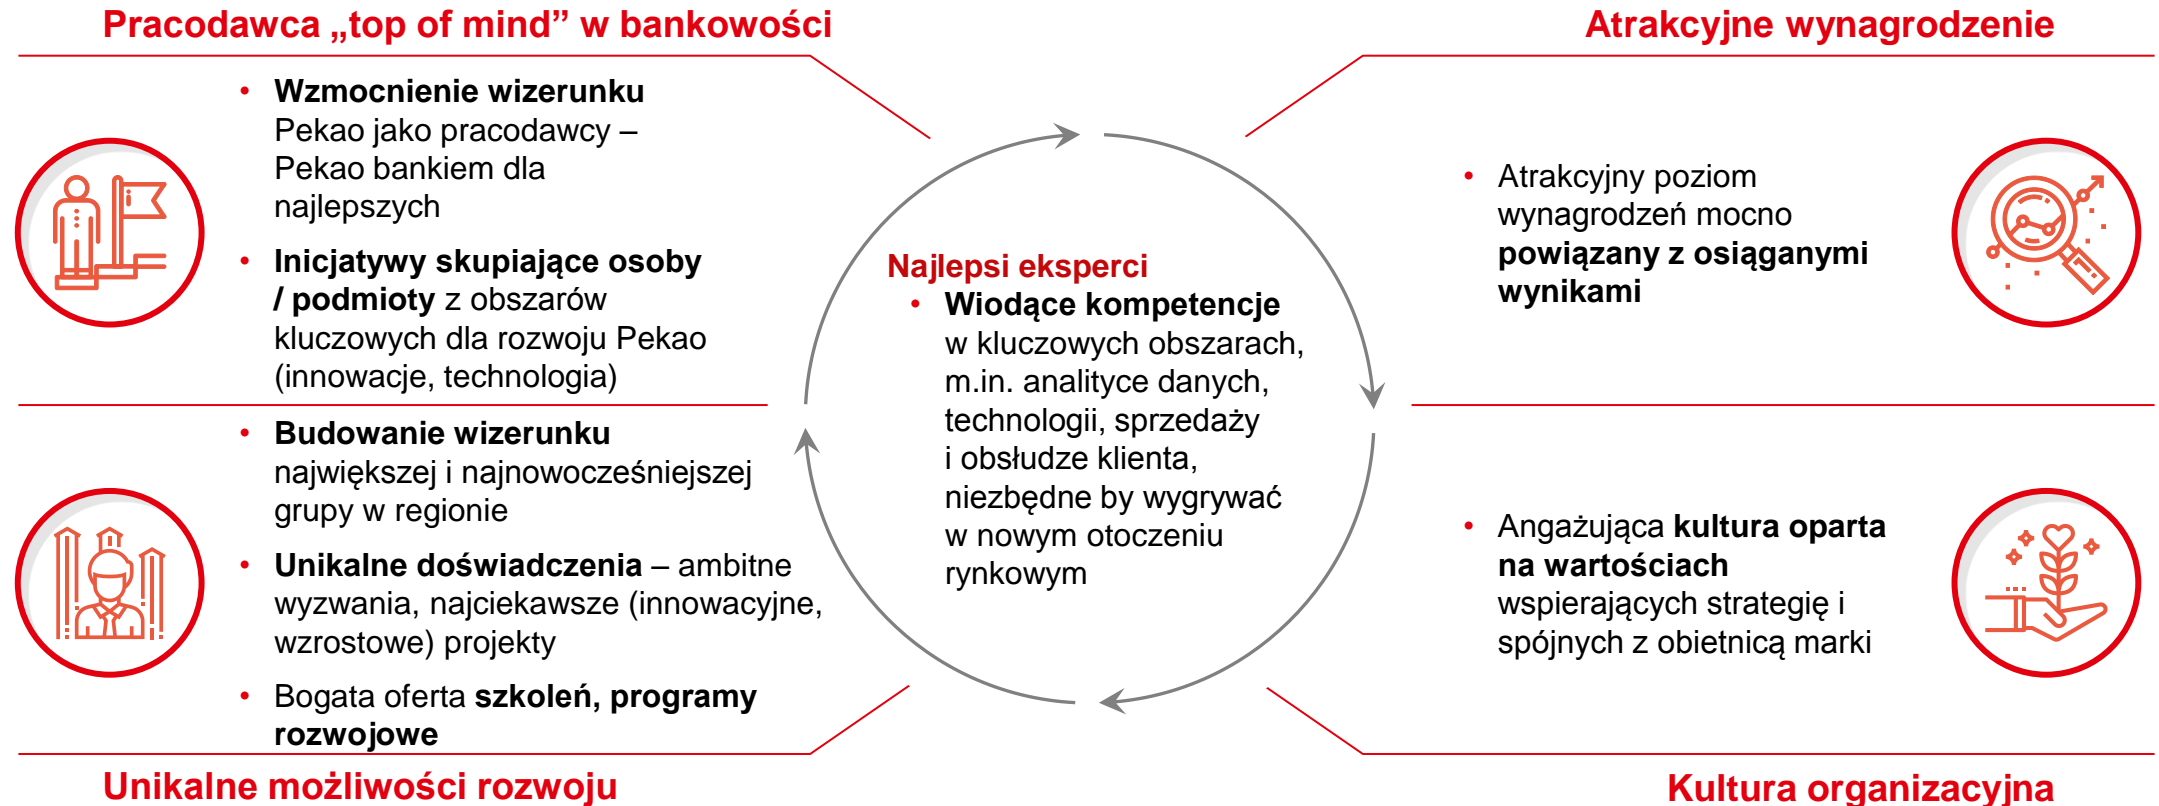 Pracodawca „top of mind” w bankowości
• Wzmocnienie wizerunku
Pekao jako pracodawcy –
Pekao bankiem dla
najlepszych
• Inicjatywy skupiające osoby
/ podmioty z obszarów
kluczowych dla rozwoju Pekao
(innowacje, technologia)
• Budowanie wizerunku
największej i najnowocześniejszej
grupy w regionie
• Unikalne doświadczenia – ambitne
wyzwania, najciekawsze (innowacyjne,
wzrostowe) projekty
• Bogata oferta szkoleń, programy
rozwojowe
Unikalne możliwości rozwoju
Najlepsi eksperci
• Wiodące kompetencje
w kluczowych obszarach,
m.in. analityce danych,
technologii, sprzedaży
i obsłudze klienta,
niezbędne by wygrywać
w nowym otoczeniu
rynkowym
Atrakcyjne wynagrodzenie
• Atrakcyjny poziom
wynagrodzeń mocno
powiązany z osiąganymi
wynikami
• Angażująca kultura oparta
na wartościach
wspierających strategię i
spójnych z obietnicą marki
Kultura organizacyjna